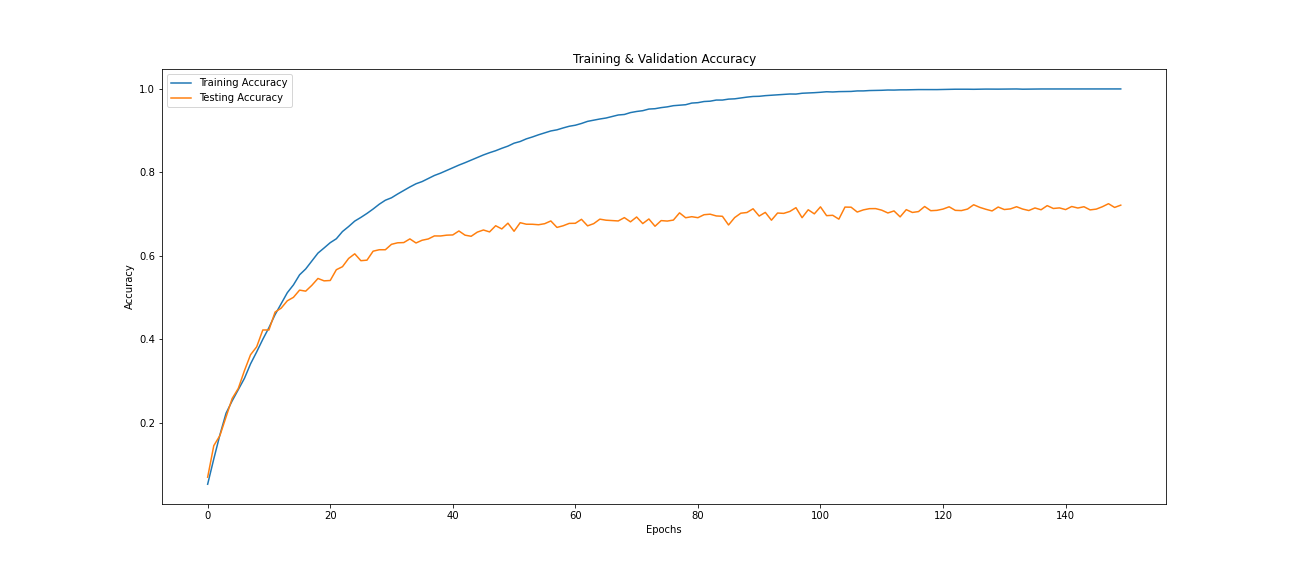 Training & Validation Accuracy
Training Accuracy
Testing Accuracy
1.0
0.8
0.6
0.4
0.2
Accuracy
0 20 40 60 80 100 120 140
Epochs